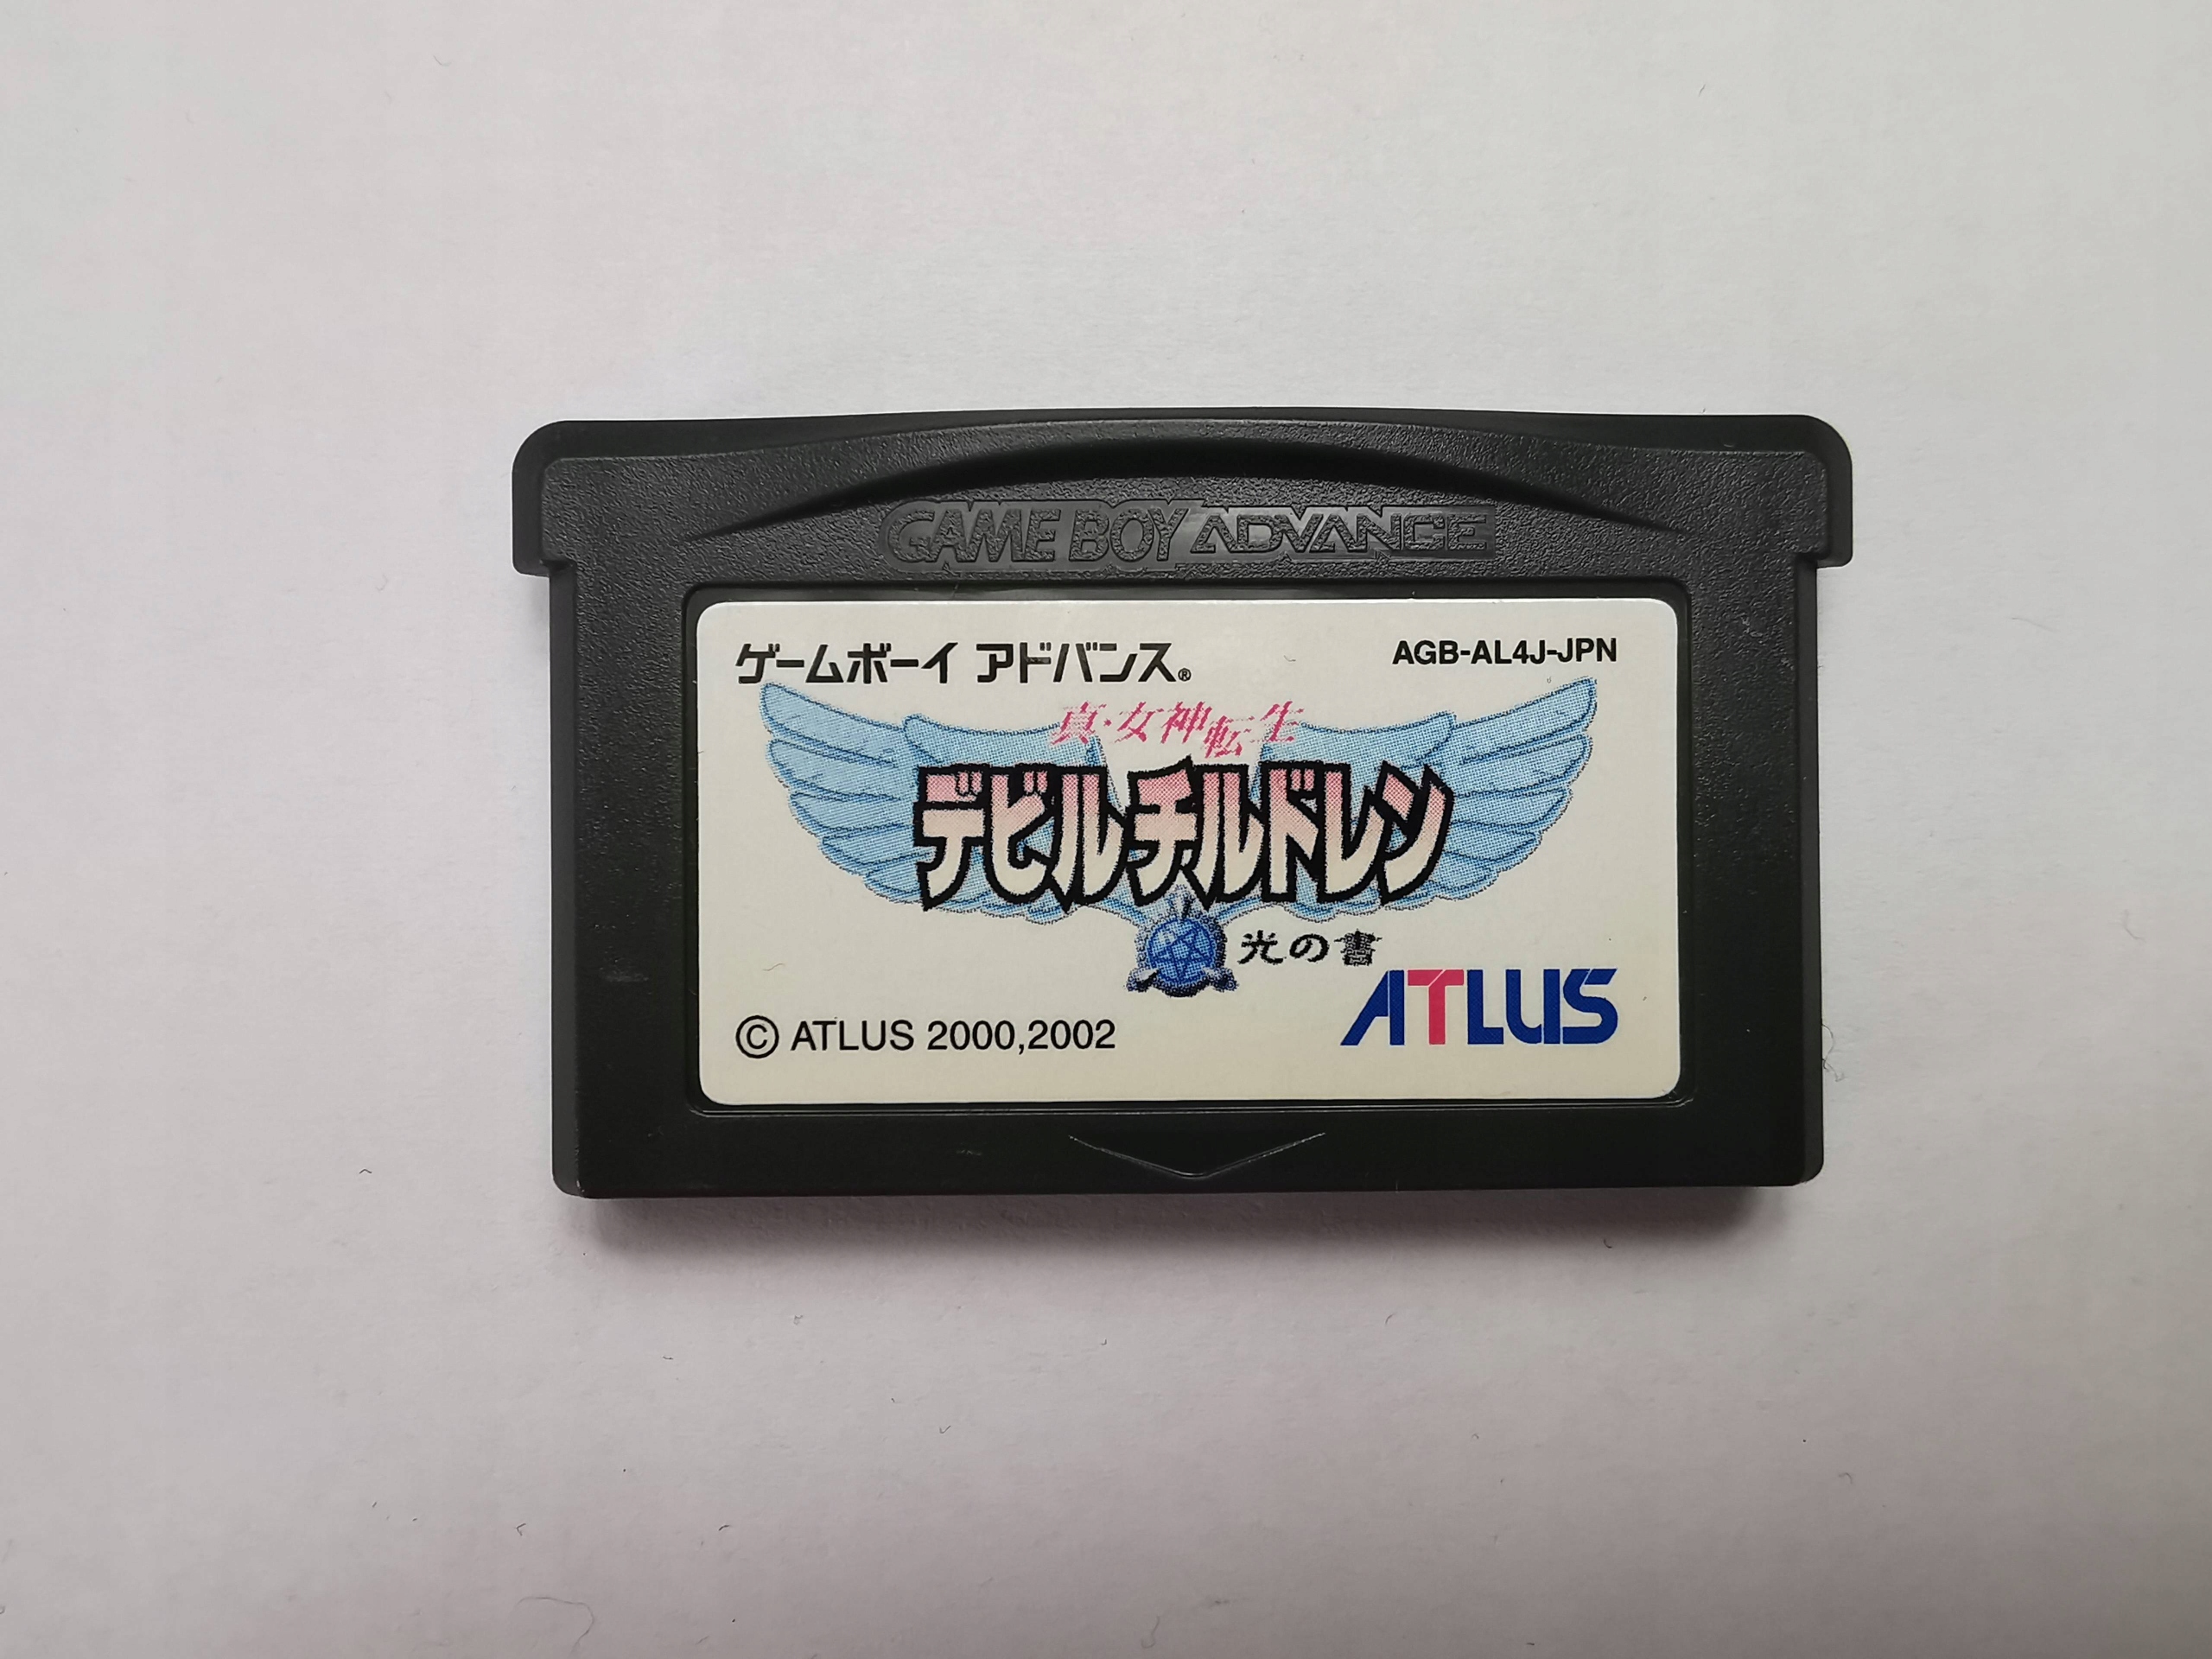 GAME BOY ADVANCE
ゲームボーイ アドバンス®
AGB-AL4J-JPN
真・女神転生
デビルチルドレン
光の書
ATLUS
© ATLUS 2000,2002